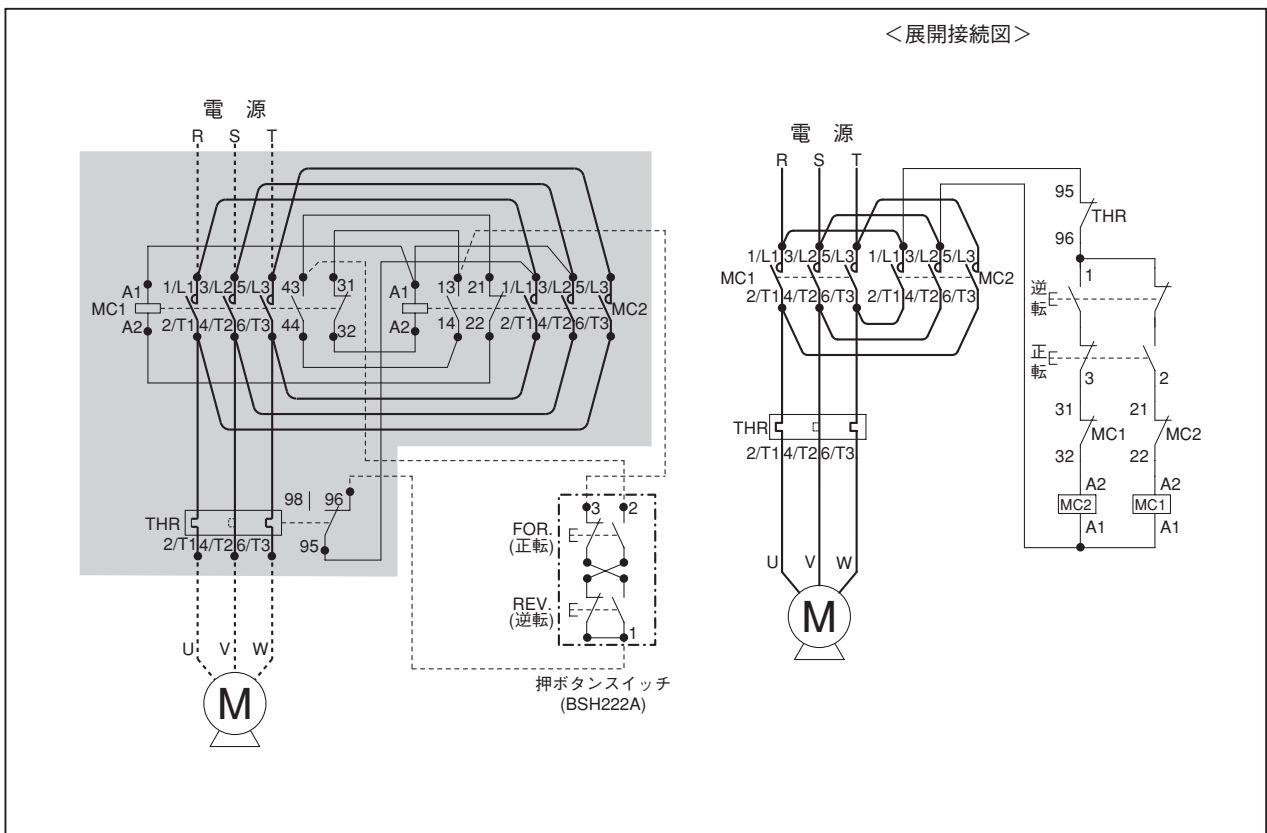 ＜展開接続図＞
電 源
R S T
A1
MC1
A2
1/L1 3/L2 5/L3 43 31
2/T1 4/T2 6/T3 44 32
A1
A2
13 21 1/L1 3/L2 5/L3
MC2
14 22 2/T1 4/T2 6/T3
98 96
THR
95
2/T1 4/T2 6/T3
U V W
M
3 2
FOR.
(正転)
REV.
(逆転)
1
押ボタンスイッチ
(BSH222A)
電 源
R S T
1/L1 3/L2 5/L3 1/L1 3/L2 5/L3
MC1 MC2
2/T1 4/T2 6/T3 2/T1 4/T2 6/T3
THR
2/T1 4/T2 6/T3
U V W
M
95
THR
96
1
逆転
正転
3 2
31 21
MC1 MC2
32 22
A2 A2
MC2 MC1
A1 A1